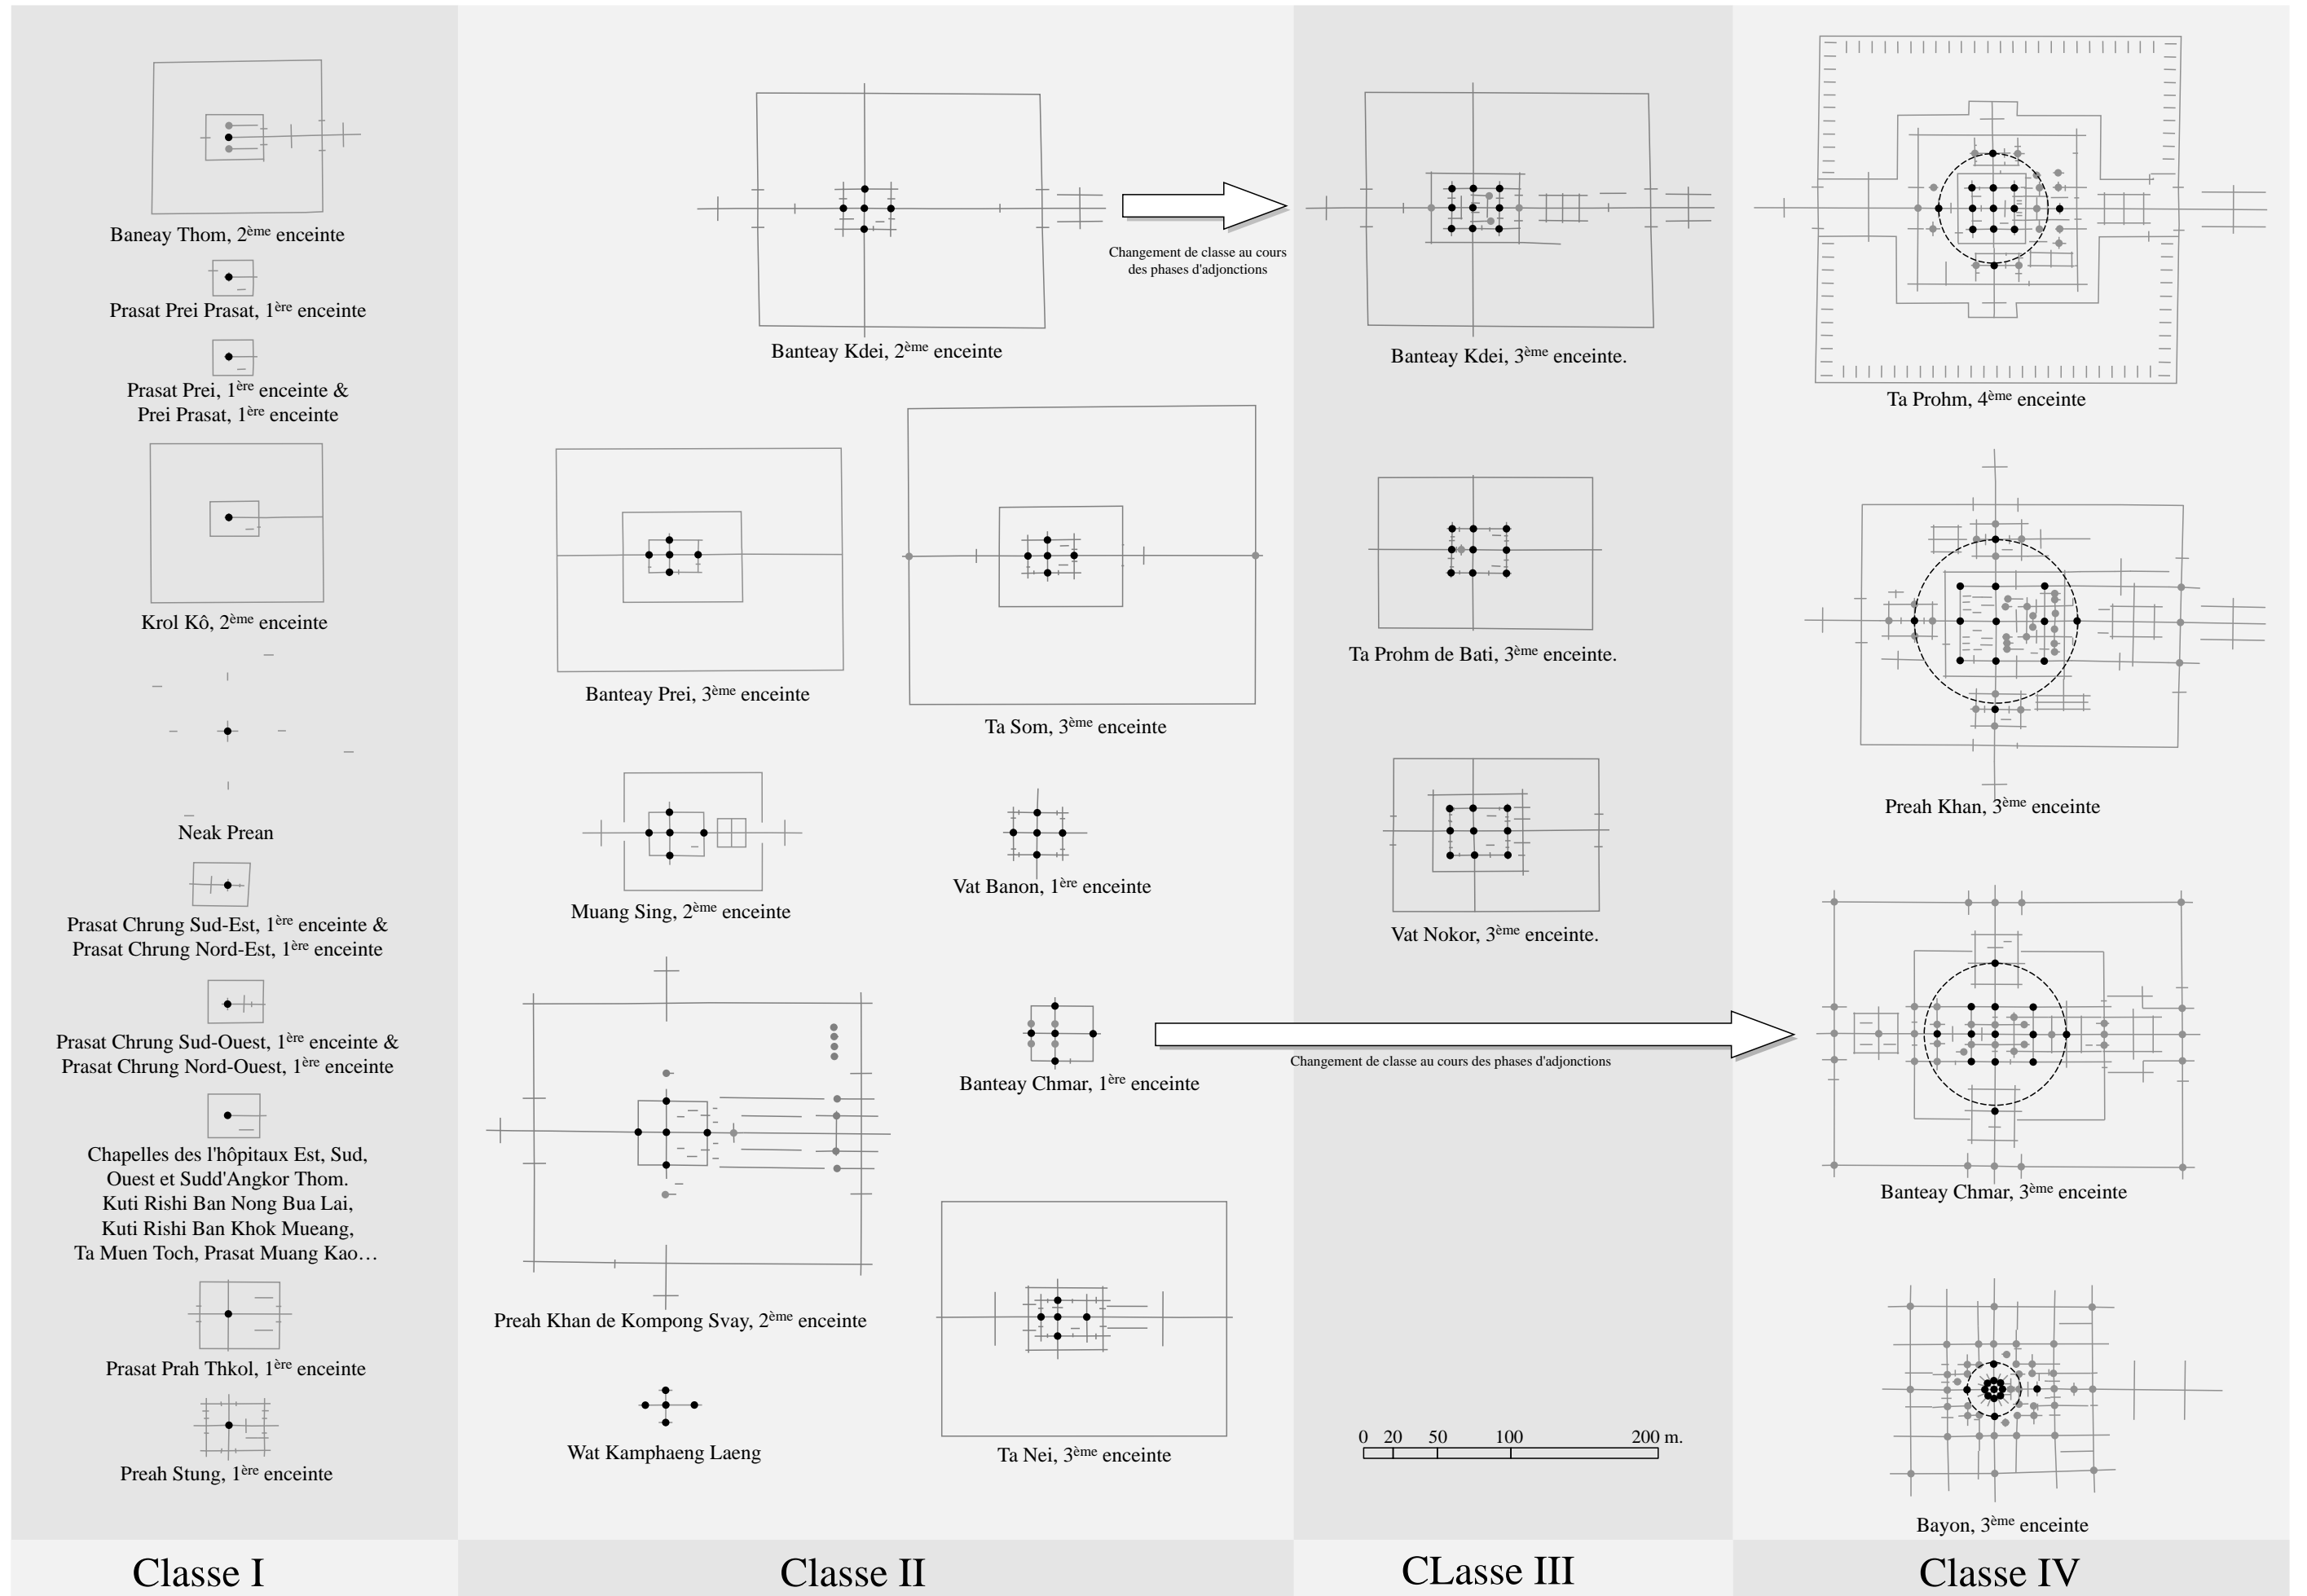 Baneay Thom, 2ème enceinte
Prasat Prei Prasat, 1ère enceinte
Prasat Prei, 1ère enceinte &
Prei Prasat, 1ère enceinte
Krol Kô, 2ème enceinte
Neak Prean
Prasat Chrung Sud-Est, 1ère enceinte &
Prasat Chrung Nord-Est, 1ère enceinte
Prasat Chrung Sud-Ouest, 1ère enceinte &
Prasat Chrung Nord-Ouest, 1ère enceinte
Chapelles des l'hôpitaux Est, Sud,
Ouest et Sudd'Angkor Thom.
Kuti Rishi Ban Nong Bua Lai,
Kuti Rishi Ban Khok Mueang,
Ta Muen Toch, Prasat Muang Kao…
Prasat Prah Thkol, 1ère enceinte
Preah Stung, 1ère enceinte
Classe I
Banteay Kdei, 2ème enceinte
Changement de classe au cours
des phases d'adjonctions
Banteay Prei, 3ème enceinte
Ta Som, 3ème enceinte
Muang Sing, 2ème enceinte
Vat Banon, 1ère enceinte
Banteay Chmar, 1ère enceinte
Changement de classe au cours des phases d'adjonctions
Preah Khan de Kompong Svay, 2ème enceinte
Wat Kamphaeng Laeng
Ta Nei, 3ème enceinte
Classe II
Banteay Kdei, 3ème enceinte.
Ta Prohm de Bati, 3ème enceinte.
Vat Nokor, 3ème enceinte.
0 20 50 100 200 m.
CLasse III
Ta Prohm, 4ème enceinte
Preah Khan, 3ème enceinte
Banteay Chmar, 3ème enceinte
Bayon, 3ème enceinte
Classe IV